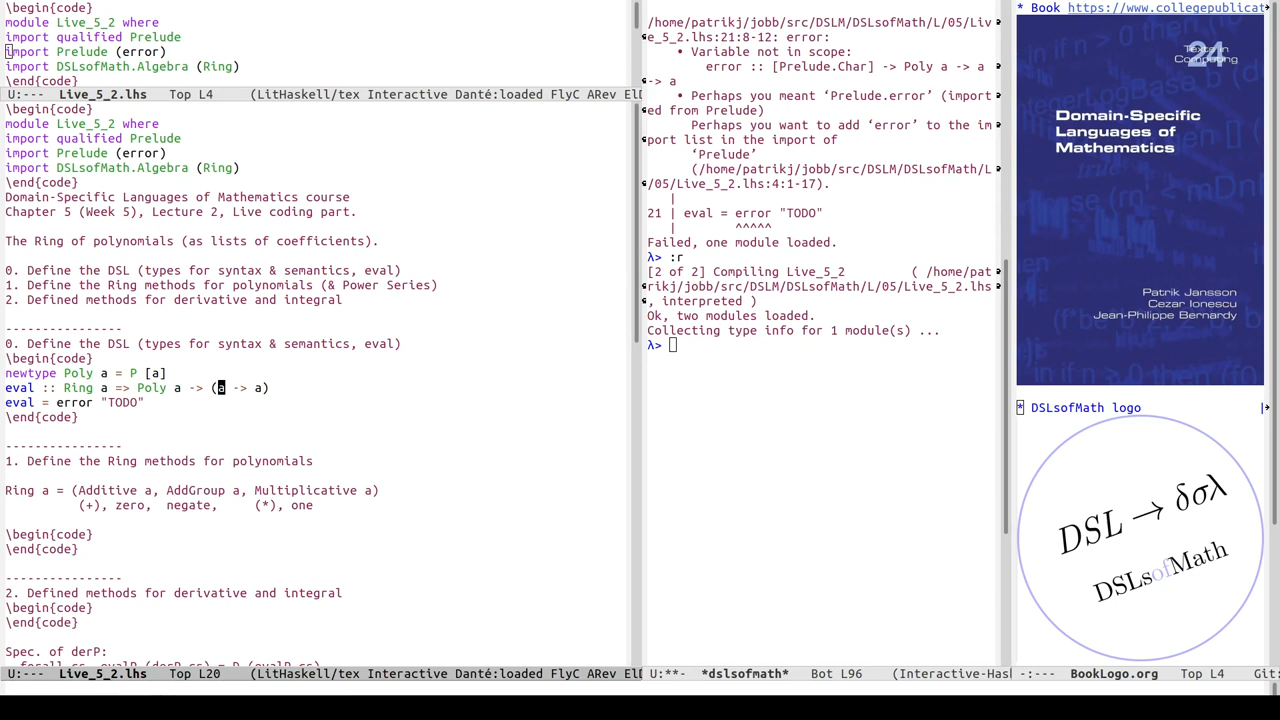 \begin{code}
module Live_5_2 where
import qualified Prelude
import Prelude (error)
import DSLsofMath.Algebra (Ring)
\end{code}
U:--- Live_5_2.lhs Top L4 (LitHaskell/tex Interactive Danté:loaded FlyC ARev El
\begin{code}
module Live_5_2 where
import qualified Prelude
import Prelude (error)
import DSLsofMath.Algebra (Ring)
\end{code}
Domain-Specific Languages of Mathematics course
Chapter 5 (Week 5), Lecture 2, Live coding part.
The Ring of polynomials (as lists of coefficients).
0. Define the DSL (types for syntax & semantics, eval)
1. Define the Ring methods for polynomials (& Power Series)
2. Defined methods for derivative and integral
---------------
0. Define the DSL (types for syntax & semantics, eval)
\begin{code}
newtype Poly a = P [a]
eval :: Ring a => Poly a -> (a -> a)
eval = error "TODO"
\end{code}
---------------
1. Define the Ring methods for polynomials
Ring a = (Additive a, AddGroup a, Multiplicative a)
(+), zero, negate, (*), one
\begin{code}
\end{code}
---------------
2. Defined methods for derivative and integral
\begin{code}
\end{code}
Spec. of derP:
U:--- Live_5_2.lhs Top L20 (LitHaskell/tex Interactive Danté:loaded FlyC ARev El
/home/patrikj/jobb/src/DSLM/DSLsofMath/L/05/Liv
e_5_2.lhs:21:8-12: error:
• Variable not in scope:
error :: [Prelude.Char] -> Poly a -> a
-> a
• Perhaps you meant ‘Prelude.error’ (import
ed from Prelude)
Perhaps you want to add ‘error’ to the im
port list in the import of
‘Prelude’
(/home/patrikj/jobb/src/DSLM/DSLsofMath/L
/05/Live_5_2.lhs:4:1-17).
|
21 | eval = error "TODO"
| ^^^^^
Failed, one module loaded.
λ> :r
[2 of 2] Compiling Live_5_2 ( /home/pat
rikj/jobb/src/DSLM/DSLsofMath/L/05/Live_5_2.lhs
, interpreted )
Ok, two modules loaded.
Collecting type info for 1 module(s) ...
λ>
U:**- *dslsofmath* Bot L96 (Interactive-Has
* Book https://www.collegepublicat
24
Texts in
Computing
Domain-Specific
Languages of
Mathematics
Patrik Jansson
Cezar Ionescu
Jean-Philippe Bernardy
* DSLsofMath logo
DSL → δσλ
DSLsofMath
-:--- BookLogo.org Top L4 Git: